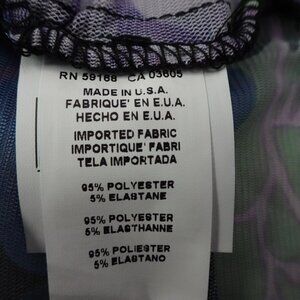 RN 59168 CA 03605
MADE IN U.S.A.
FABRIQUE' EN E.U.A.
HECHO EN E.U.A.
IMPORTED FABRIC
IMPORTIQUE' FABRI
TELA IMPORTADA
95% POLYESTER
5% ELASTANE
95% POLYESTER
5% ELASTHANNE
95% POLYESTER
5% ELASTANO